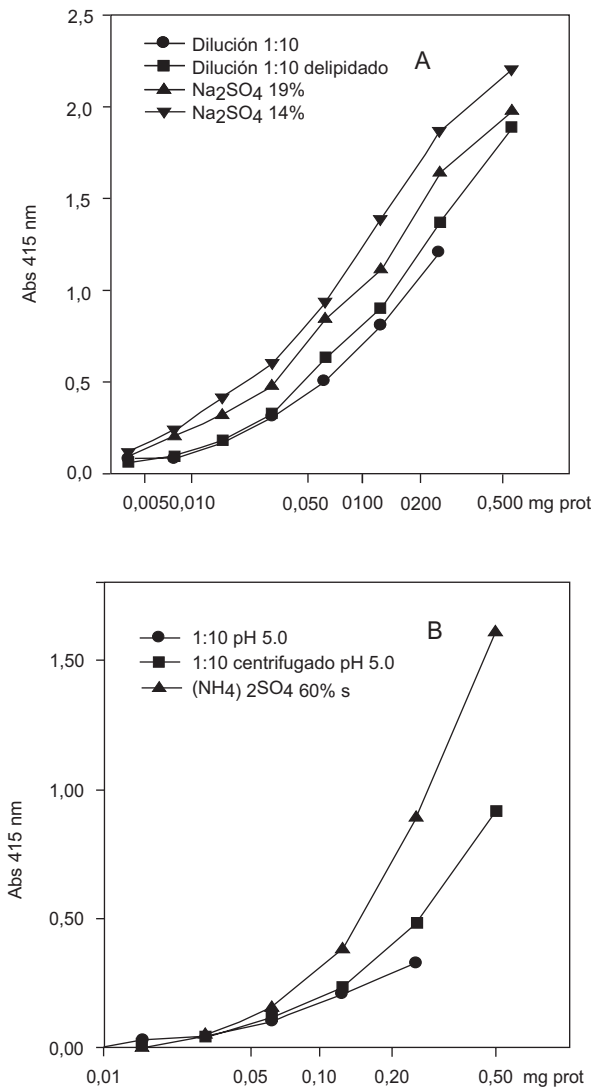 2,5
Dilución 1:10
A
Dilución 1:10 delipidado
Na2SO4 19%
2,0
Na2SO4 14%
1,5
Abs 415 nm
1,0
0,5
0,0
0,0050,010 0,050 0100 0200 0,500 mg prot
B
1:10 pH 5.0
1,50
1:10 centrifugado pH 5.0
(NH4) 2SO4 60% s
1,00
Abs 415 nm
0,50
0,00
0,01 0,05 0,10 0,20 0,50 mg prot